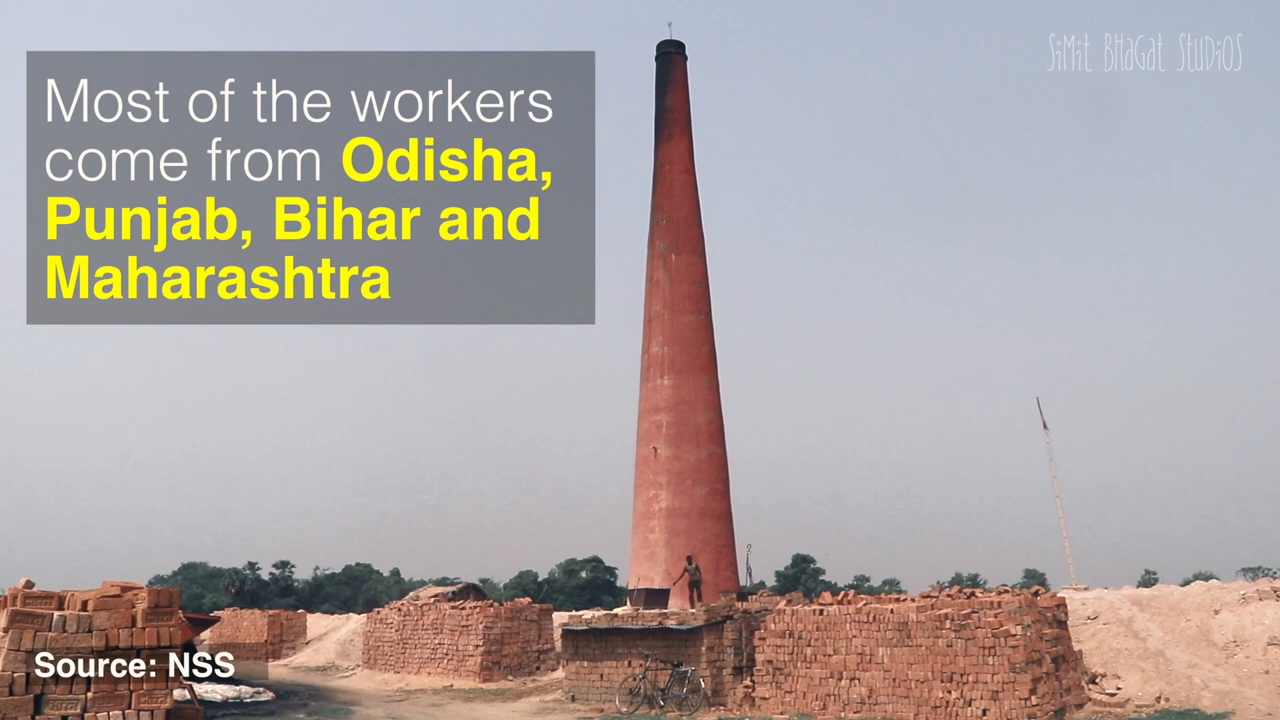 SiMit BHaGat StuDiOS
Most of the workers
come from Odisha,
Punjab, Bihar and
Maharashtra
Source: NSS